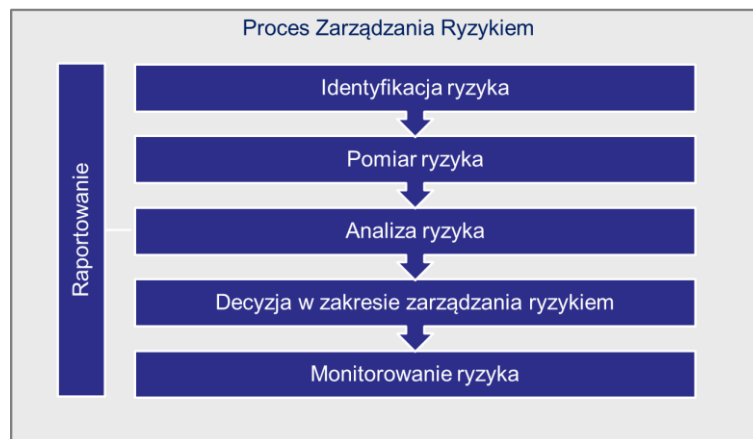 Proces Zarządzania Ryzykiem
Raportowanie
Identyfikacja ryzyka
Pomiar ryzyka
Analiza ryzyka
Decyzja w zakresie zarządzania ryzykiem
Monitorowanie ryzyka